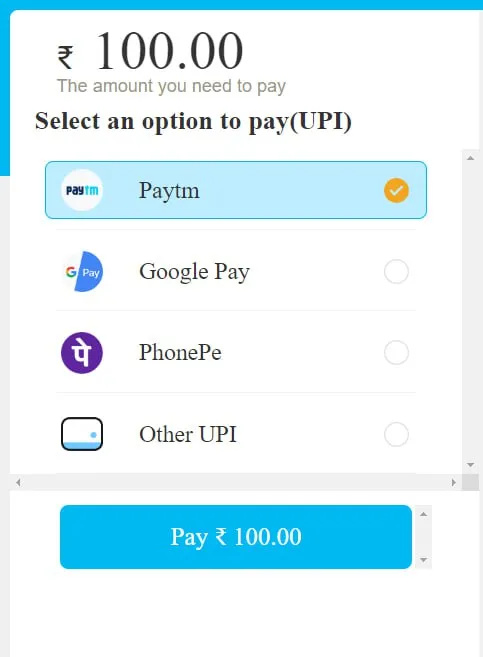 ₹ 100.00
The amount you need to pay
Select an option to pay(UPI)
Paytm Paytm
G Pay Google Pay
पे PhonePe
Other UPI
Pay ₹ 100.00